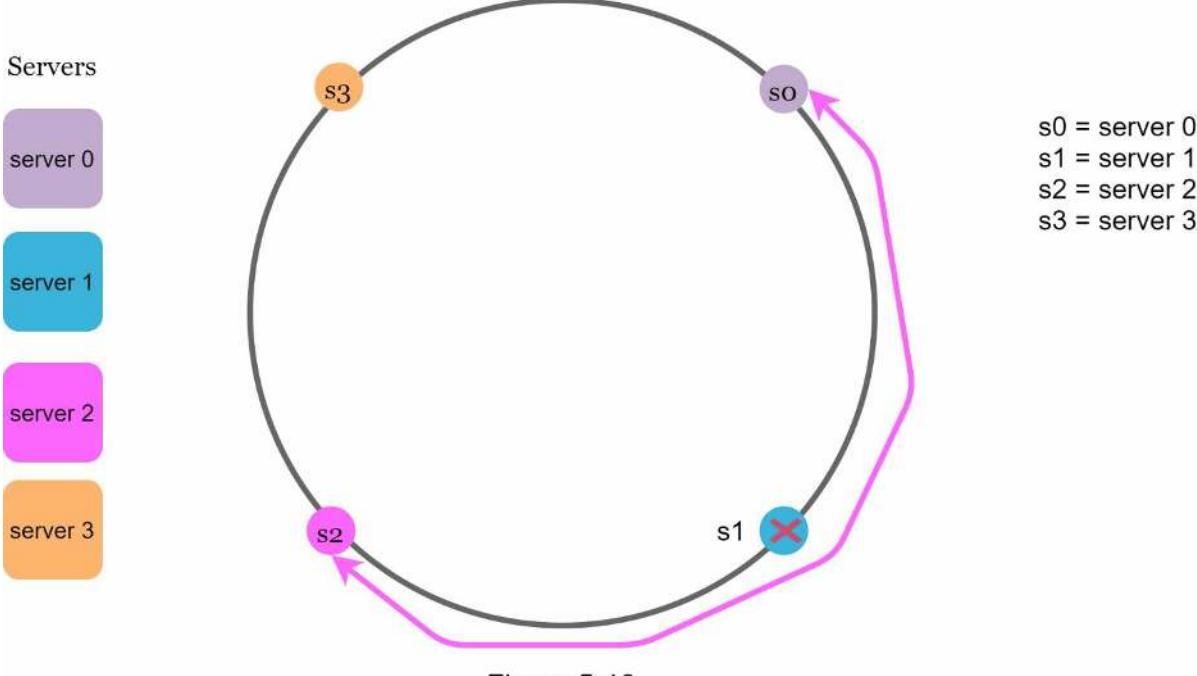 Servers
server 0
server 1
server 2
server 3
s3
s0
s2
s1
s0 = server 0
s1 = server 1
s2 = server 2
s3 = server 3